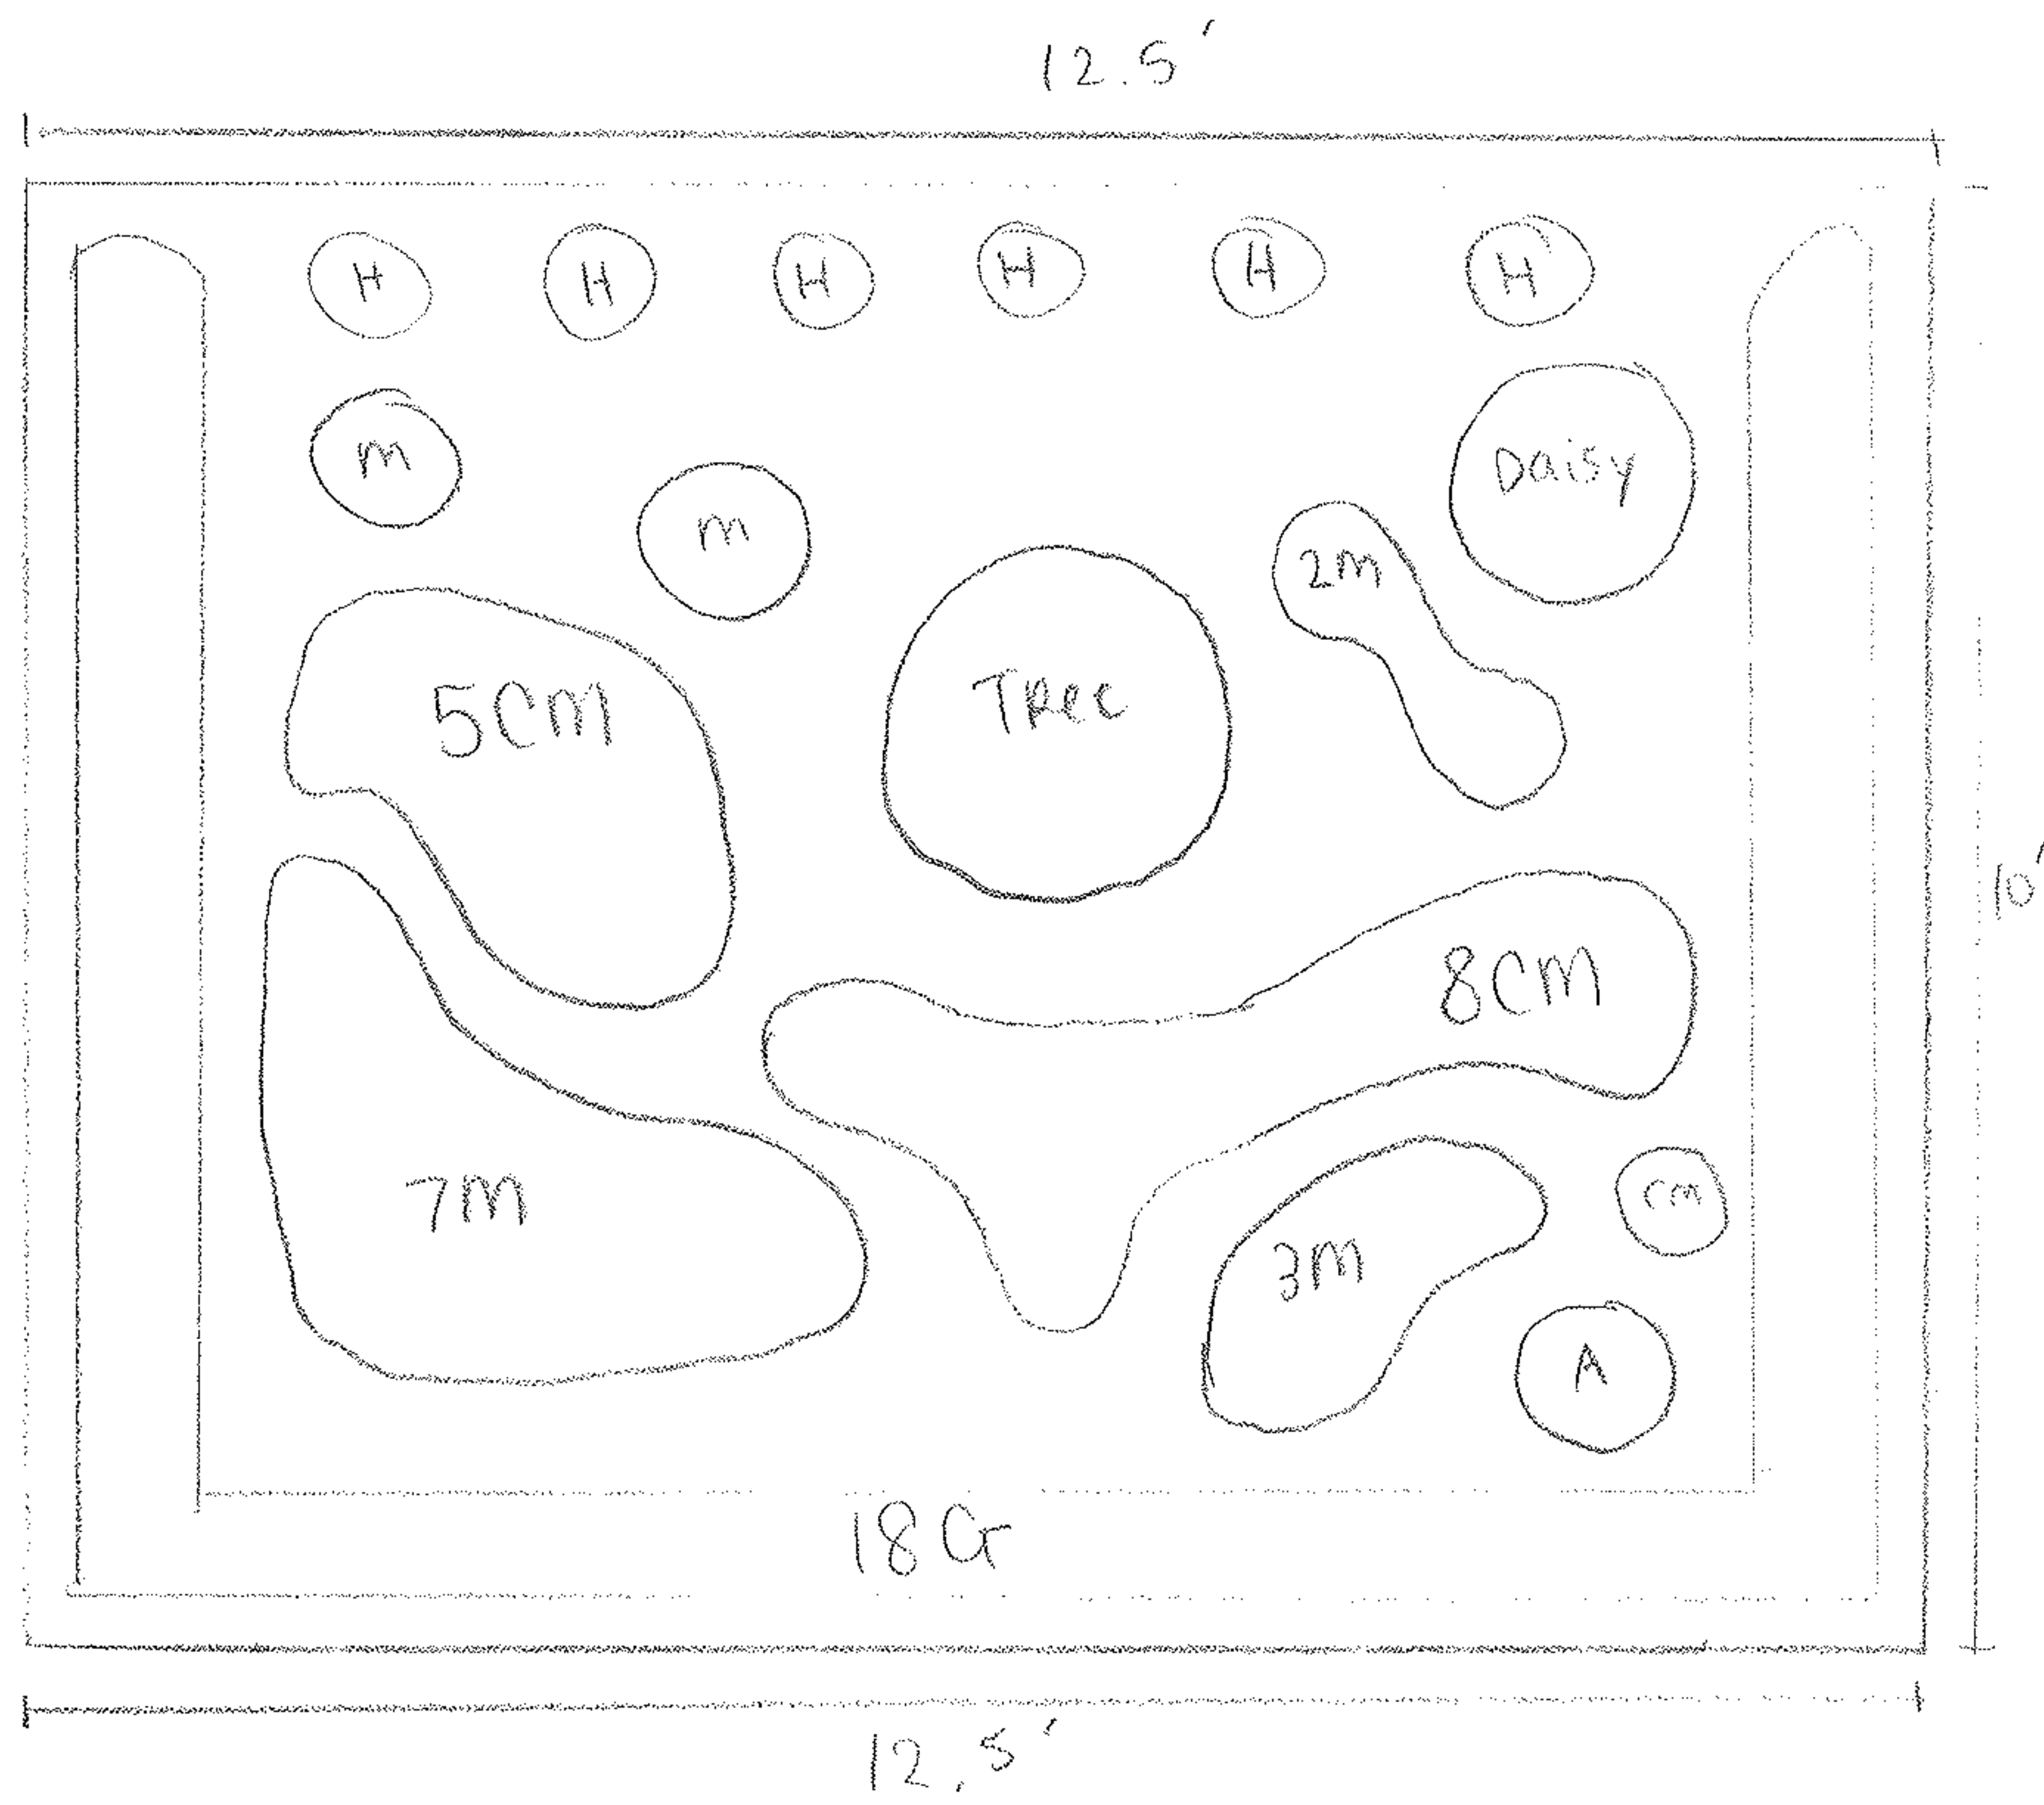 12.5'
H H H H H H
m
m
Daisy
2m
5CM
TRee
10'
8CM
7M
3M
cm
A
18G
12.5'